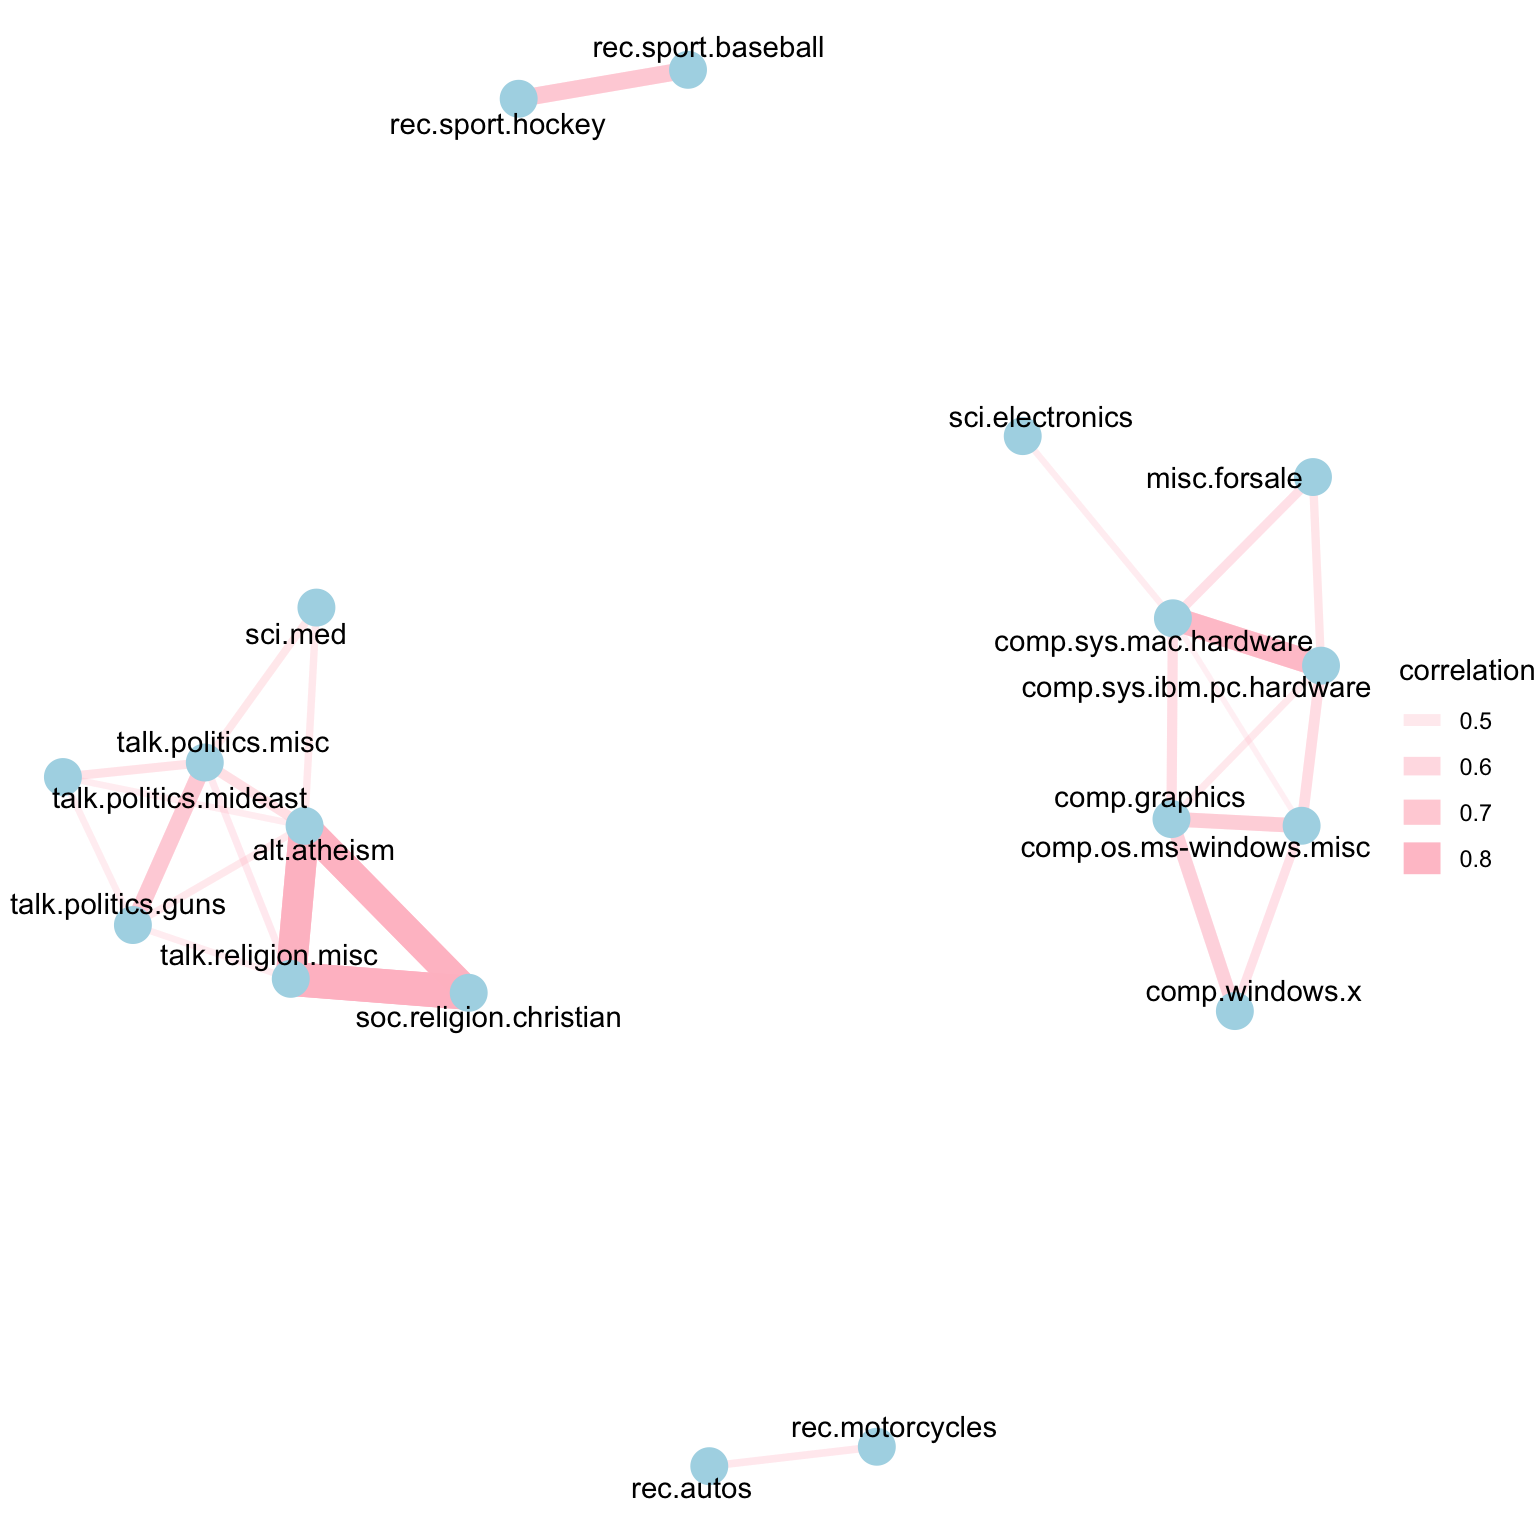 rec.sport.baseball
rec.sport.hockey
sci.electronics
misc.forsale
sci.med
comp.sys.mac.hardware
comp.sys.ibm.pc.hardware
correlation
0.5
0.6
0.7
0.8
talk.politics.misc
talk.politics.mideast
comp.graphics
alt.atheism
comp.os.ms-windows.misc
talk.politics.guns
talk.religion.misc
comp.windows.x
soc.religion.christian
rec.motorcycles
rec.autos